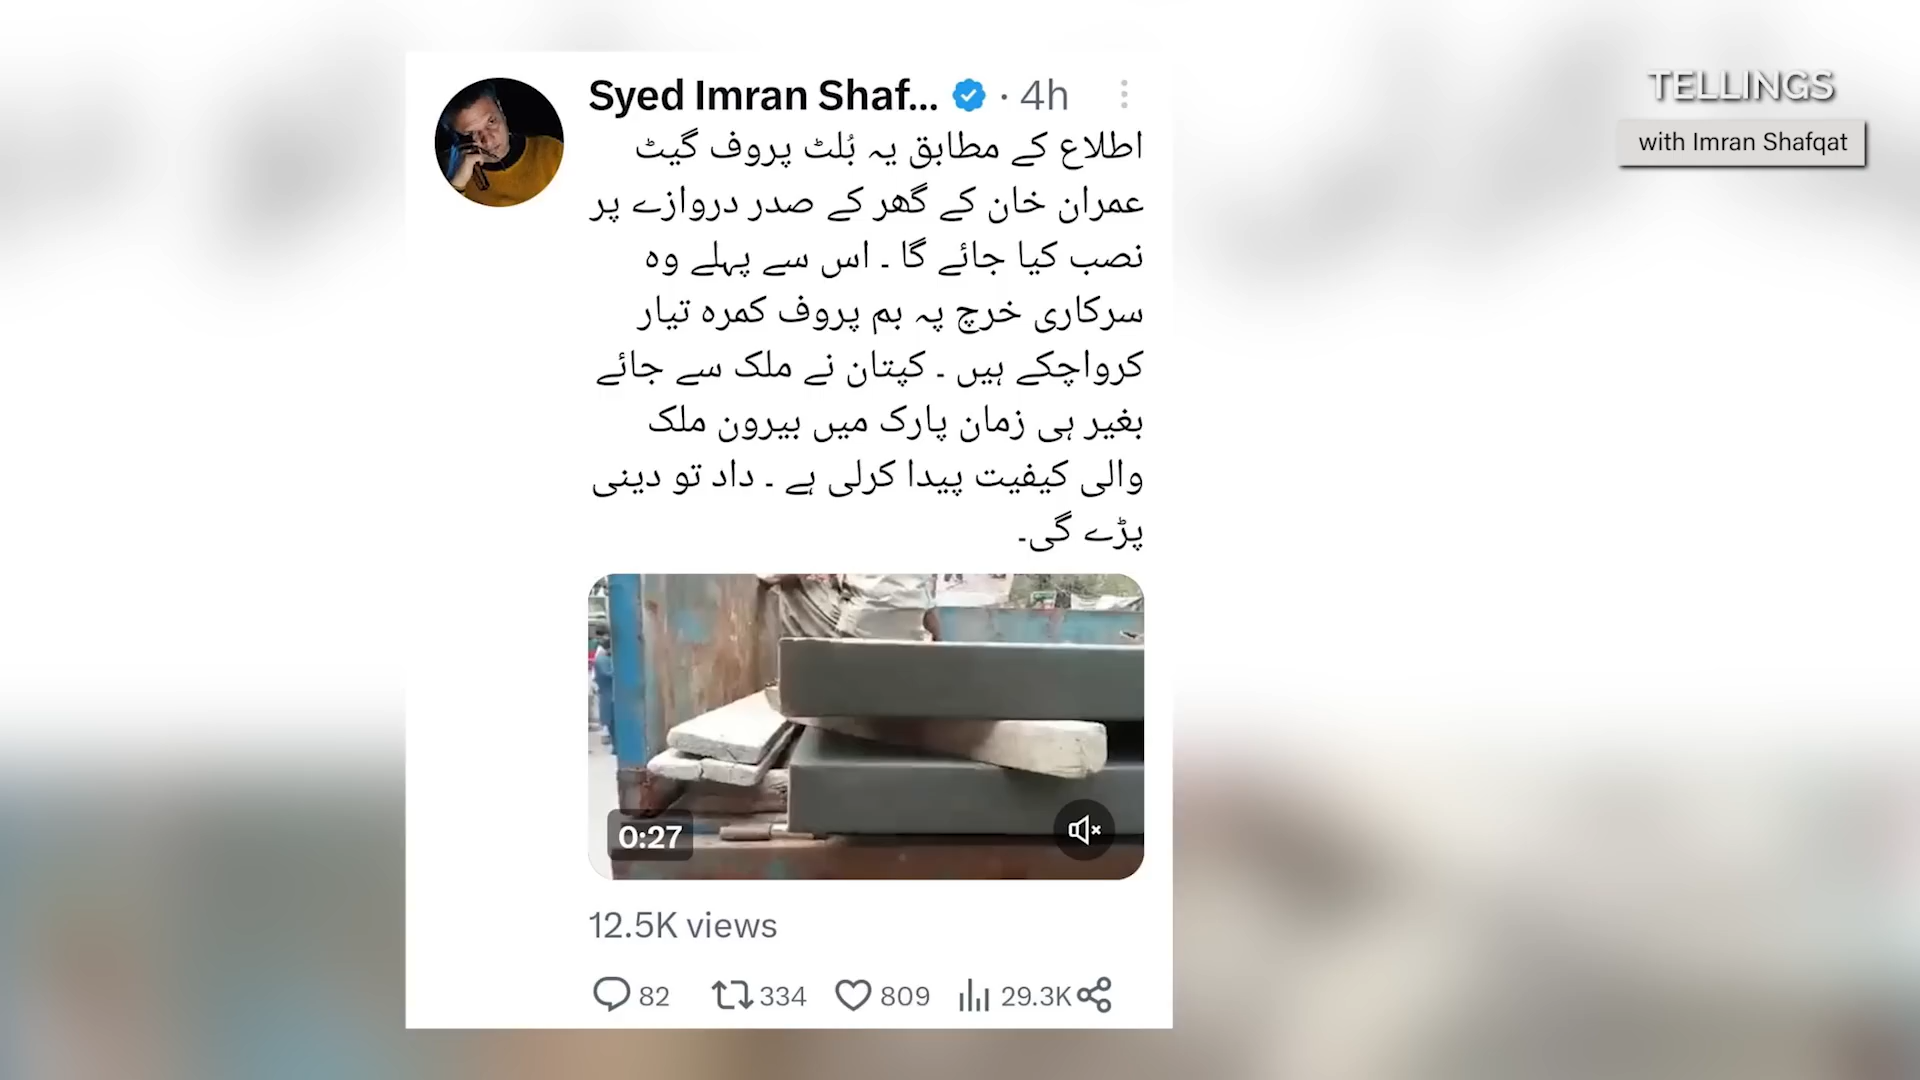 Syed Imran Shaf... · 4h
اطلاع کے مطابق یہ بُلٹ پروف گیٹ
عمران خان کے گھر کے صدر دروازے پر
نصب کیا جائے گا ۔ اس سے پہلے وہ
سرکاری خرچ پہ بم پروف کمرہ تیار
کرواچکے ہیں ۔ کپتان نے ملک سے جائے
بغیر ہی زمان پارک میں بیرون ملک
والی کیفیت پیدا کرلی ہے ۔ داد تو دینی
پڑے گی۔
0:27
12.5K views
82 334 809 29.3K
TELLINGS
with Imran Shafqat